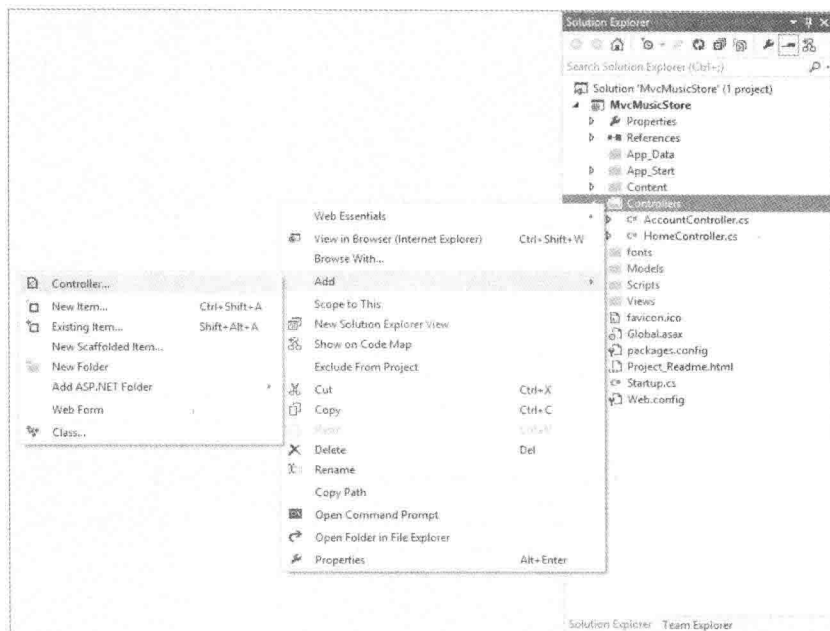 Solution Explorer
Search Solution Explorer (Ctrl+;)
Solution 'MvcMusicStore' (1 project)
MvcMusicStore
Properties
References
App_Data
App_Start
Content
Controllers
C# AccountController.cs
C# HomeController.cs
fonts
Models
Scripts
Views
favicon.ico
Global.asax
packages.config
Project_Readme.html
C# Startup.cs
Web.config
Web Essentials
View in Browser (Internet Explorer) Ctrl+Shift+W
Browse With...
Add
Scope to This
New Solution Explorer View
Show on Code Map
Exclude From Project
Cut Ctrl+X
Copy Ctrl+C
Paste Ctrl+V
Delete Del
Rename
Copy Path
Open Command Prompt
Open Folder in File Explorer
Properties Alt+Enter
Controller...
New Item... Ctrl+Shift+A
Existing Item... Shift+Alt+A
New Scaffolded Item...
New Folder
Add ASP.NET Folder
Web Form
Class...
Solution Explorer Team Explorer